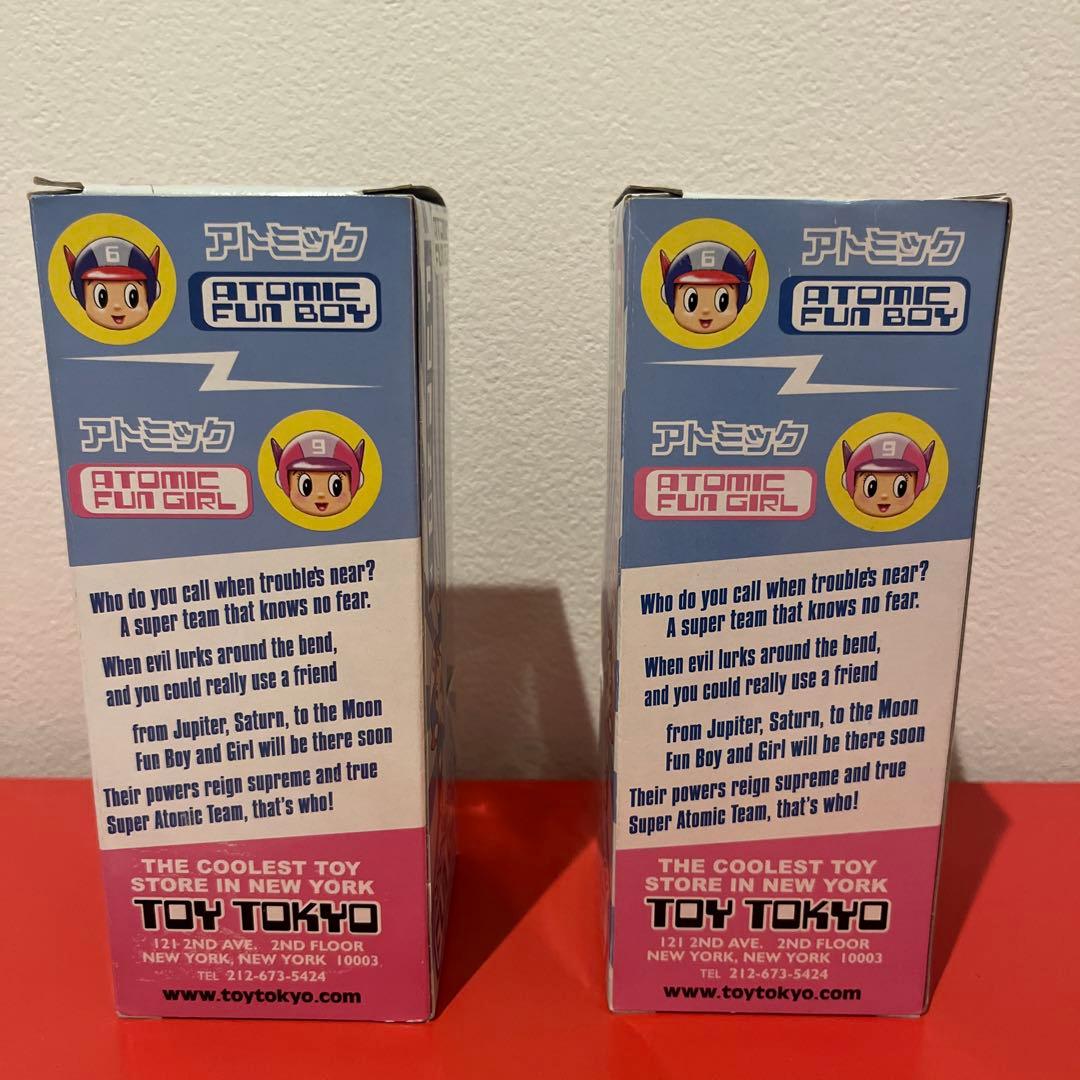 6
アトミック
ATOMIC
FUN BOY
アトミック
9
ATOMIC
FUN GIRL
Who do you call when trouble's near?
A super team that knows no fear.
When evil lurks around the bend,
and you could really use a friend
from Jupiter, Saturn, to the Moon
Fun Boy and Girl will be there soon
Their powers reign supreme and true
Super Atomic Team, that's who!
THE COOLEST TOY
STORE IN NEW YORK
TOY TOKYO
121 2ND AVE. 2ND FLOOR
NEW YORK, NEW YORK 10003
TEL 212-673-5424
www.toytokyo.com
6
アトミック
ATOMIC
FUN BOY
アトミック
9
ATOMIC
FUN GIRL
Who do you call when trouble's near?
A super team that knows no fear.
When evil lurks around the bend,
and you could really use a friend
from Jupiter, Saturn, to the Moon
Fun Boy and Girl will be there soon
Their powers reign supreme and true
Super Atomic Team, that's who!
THE COOLEST TOY
STORE IN NEW YORK
TOY TOKYO
121 2ND AVE. 2ND FLOOR
NEW YORK, NEW YORK 10003
TEL 212-673-5424
www.toytokyo.com